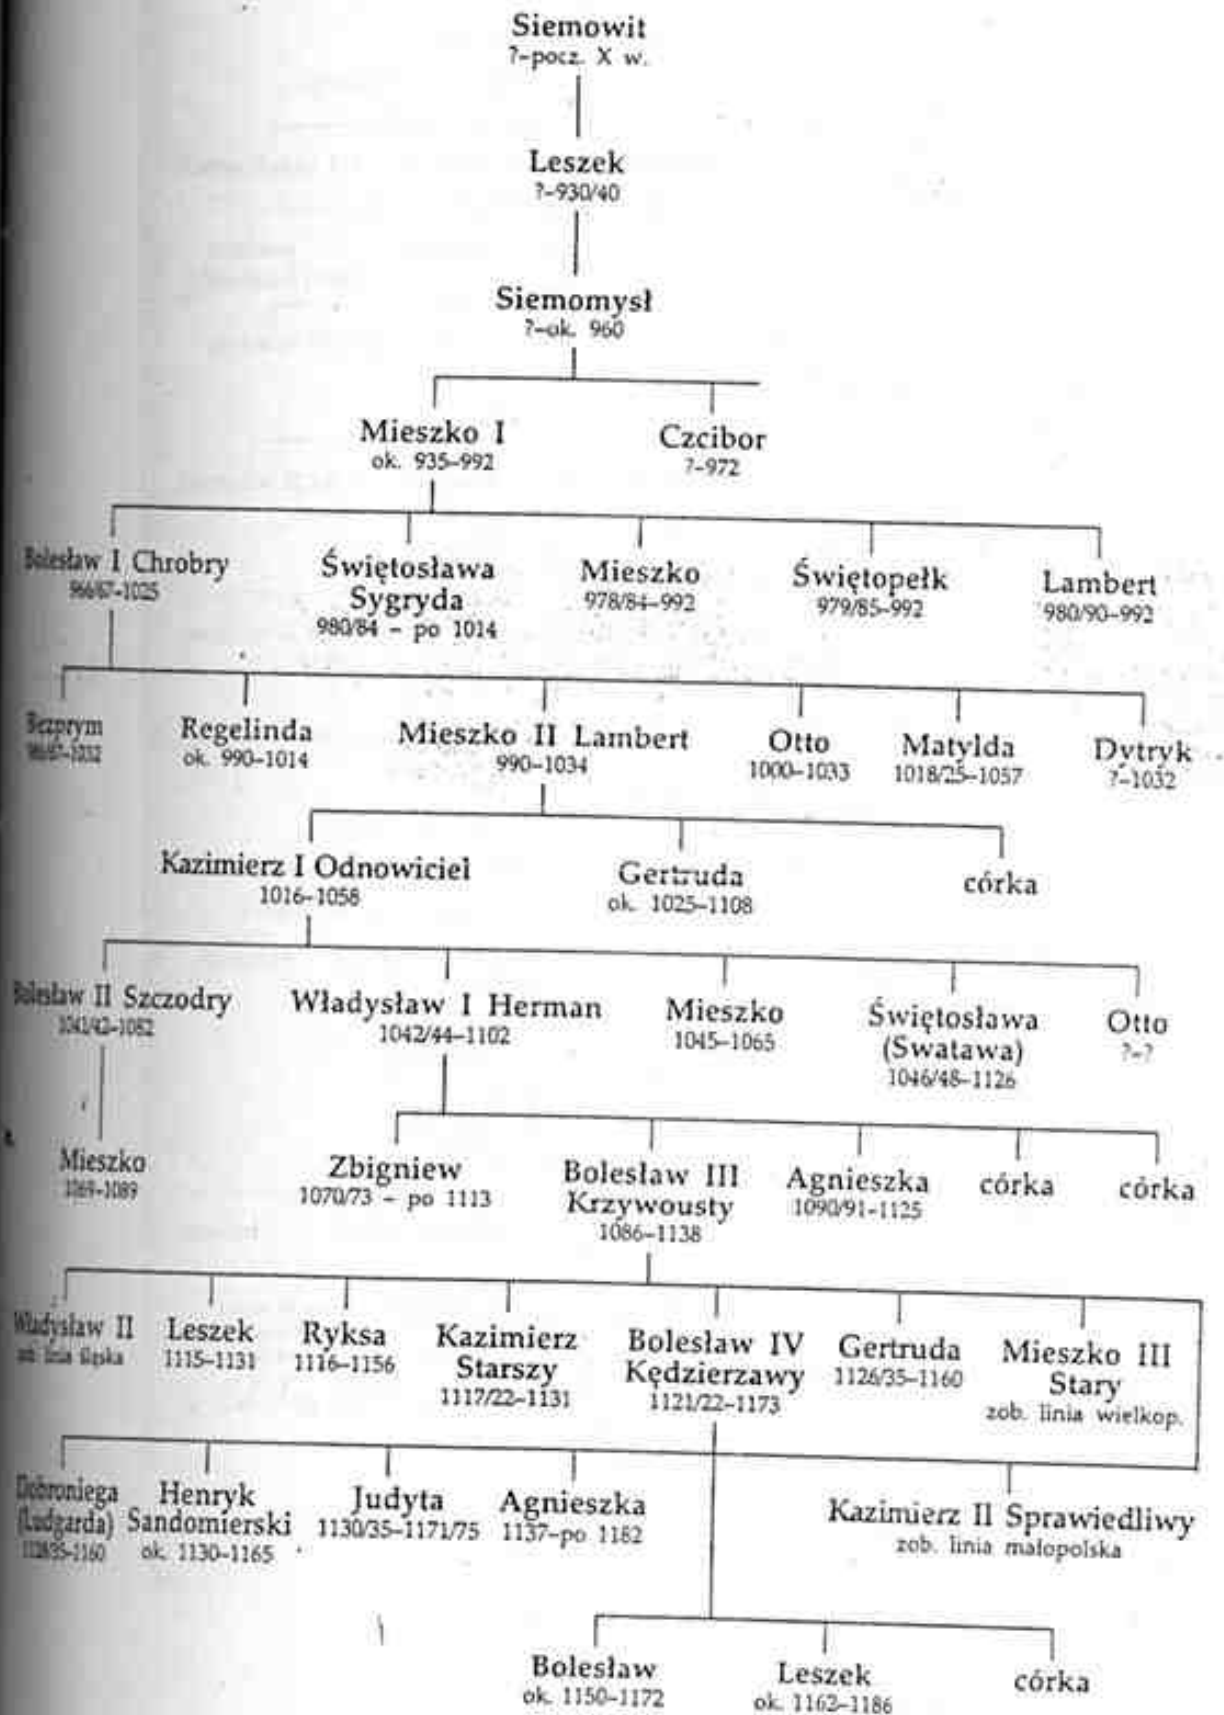 Siemowit
?–pocz. X w.
Leszek
?–930/40
Siemomysł
?–ok. 960
Mieszko I
ok. 935–992
Czcibor
?–972
Bolesław I Chrobry
966/67–1025
Świętosława
Sygryda
980/84 – po 1014
Mieszko
978/84–992
Świętopełk
979/85–992
Lambert
980/90–992
Bezprym
Regelinda
ok. 990–1014
Mieszko II Lambert
990–1034
Otto
1000–1033
Matylda
1018/25–1057
Dytryk
?–1032
Kazimierz I Odnowiciel
1016–1058
Gertruda
ok. 1025–1108
córka
Bolesław II Szczodry
1041/42–1082
Władysław I Herman
1042/44–1102
Mieszko
1045–1065
Świętosława
(Swatawa)
1046/48–1126
Otto
?–?
Mieszko
1069–1089
Zbigniew
1070/73 – po 1113
Bolesław III
Krzywousty
1086–1138
Agnieszka
1090/91–1125
córka
córka
Władysław II
zob. linia śląska
Leszek
1115–1131
Ryksa
1116–1156
Kazimierz
Starszy
1117/22–1131
Bolesław IV
Kędzierzawy
1121/22–1173
Gertruda
1126/35–1160
Mieszko III
Stary
zob. linia wielkop.
Dobroniega
(Ludgarda)
Henryk
Sandomierski
ok. 1130–1165
Judyta
1130/35–1171/75
Agnieszka
1137–po 1182
Kazimierz II Sprawiedliwy
zob. linia małopolska
Bolesław
ok. 1150–1172
Leszek
ok. 1162–1186
córka